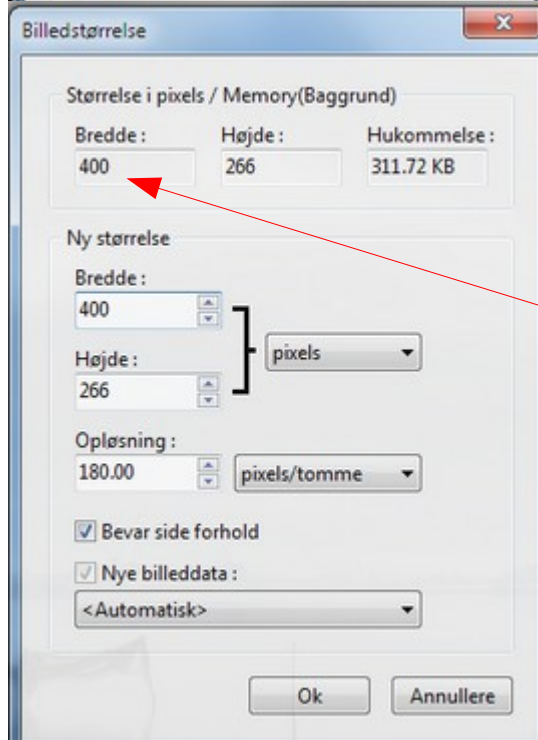 Billedstørrelse
Størrelse i pixels / Memory(Baggrund)
Bredde : Højde : Hukommelse :
400 266 311.72 KB
Ny størrelse
Bredde :
400
pixels
Højde :
266
Opløsning :
180.00 pixels/tomme
Bevar side forhold
Nye billeddata :
<Automatisk>
Ok Annullere